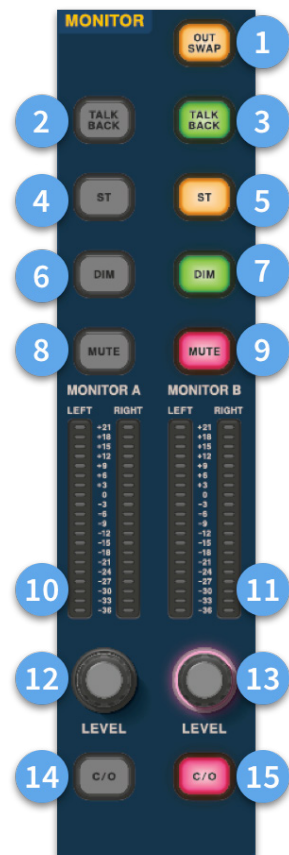 MONITOR
OUT
SWAP
1
2
TALK
BACK
TALK
BACK
3
4
ST
ST
5
6
DIM
DIM
7
8
MUTE
MUTE
9
MONITOR A
MONITOR B
LEFT RIGHT LEFT RIGHT
+21 +21
+18 +18
+15 +15
+12 +12
+9 +9
+6 +6
+3 +3
0 0
-3 -3
-6 -6
-9 -9
-12 -12
-15 -15
-18 -18
-21 -21
-24 -24
10 -27 -27 11
-30 -30
-33 -33
-36 -36
12
13
LEVEL LEVEL
14
C/O
C/O
15